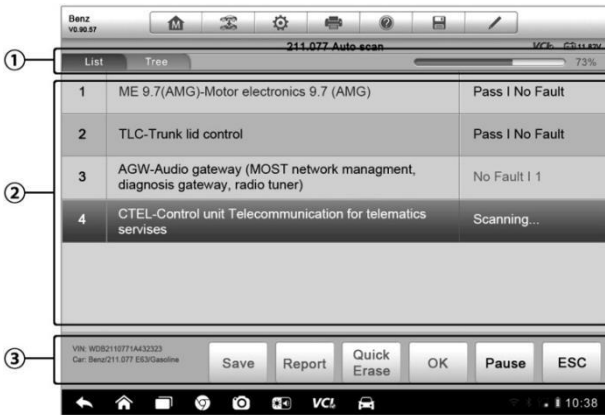 Benz
V0.90.57
211.077 Auto scan
VCI 11.82V
① List Tree 73%
② 1 ME 9.7(AMG)-Motor electronics 9.7 (AMG) Pass I No Fault
2 TLC-Trunk lid control Pass I No Fault
3 AGW-Audio gateway (MOST network managment,
diagnosis gateway, radio tuner) No Fault I 1
4 CTEL-Control unit Telecommunication for telematics
servises Scanning...
③ VIN: WDB2110771A432323
Car: Benz/211.077 E63/Gasoline
Save Report Quick
Erase OK Pause ESC
VCI 10:38